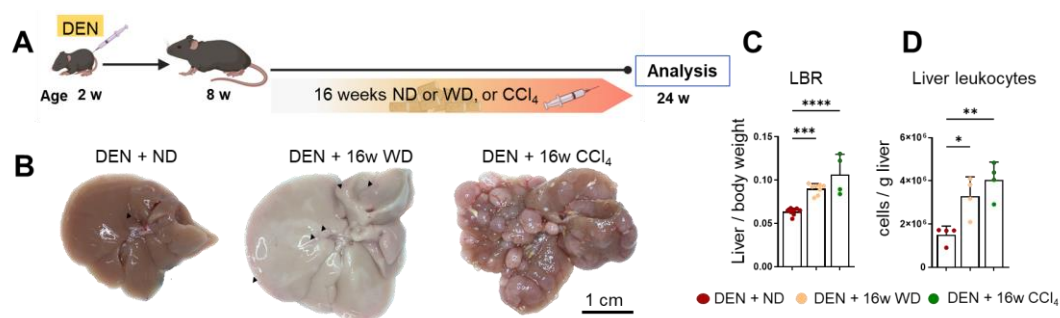 A
DEN
Age 2 w
8 w
16 weeks ND or WD, or CCl₄
Analysis
24 w
B
DEN + ND
DEN + 16w WD
DEN + 16w CCl₄
1 cm
C
LBR
****
***
Liver / body weight
0.15
0.10
0.05
0.00
D
Liver leukocytes
**
*
cells / g liver
6×10⁶
4×10⁶
2×10⁶
0
DEN + ND DEN + 16w WD DEN + 16w CCl₄